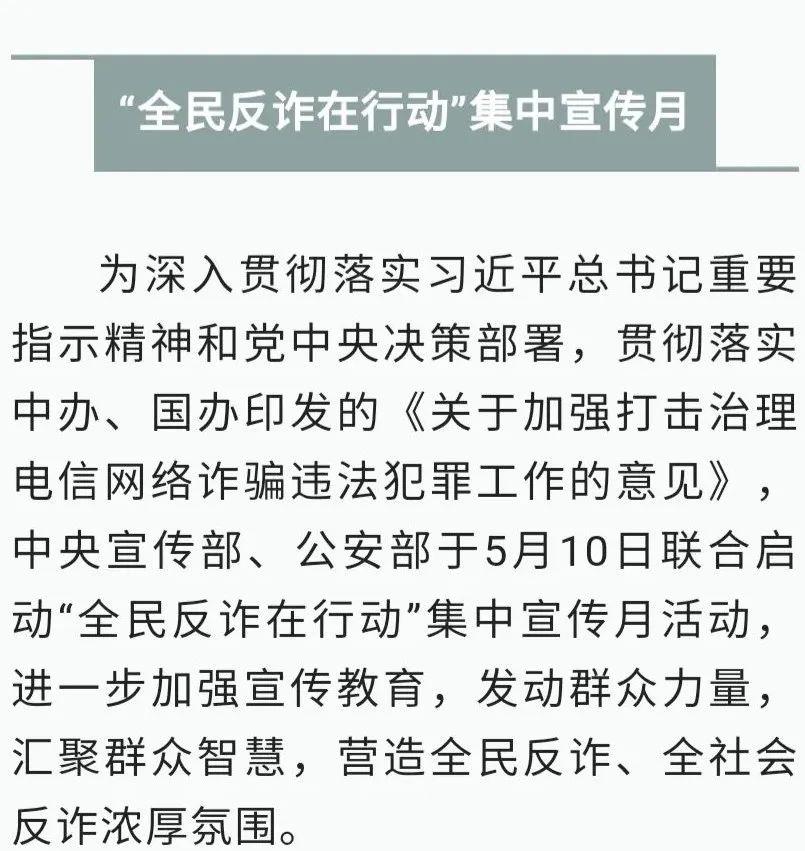 “全民反诈在行动”集中宣传月
为深入贯彻落实习近平总书记重要
指示精神和党中央决策部署，贯彻落实
中办、国办印发的《关于加强打击治理
电信网络诈骗违法犯罪工作的意见》，
中央宣传部、公安部于5月10日联合启
动“全民反诈在行动”集中宣传月活动，
进一步加强宣传教育，发动群众力量，
汇聚群众智慧，营造全民反诈、全社会
反诈浓厚氛围。